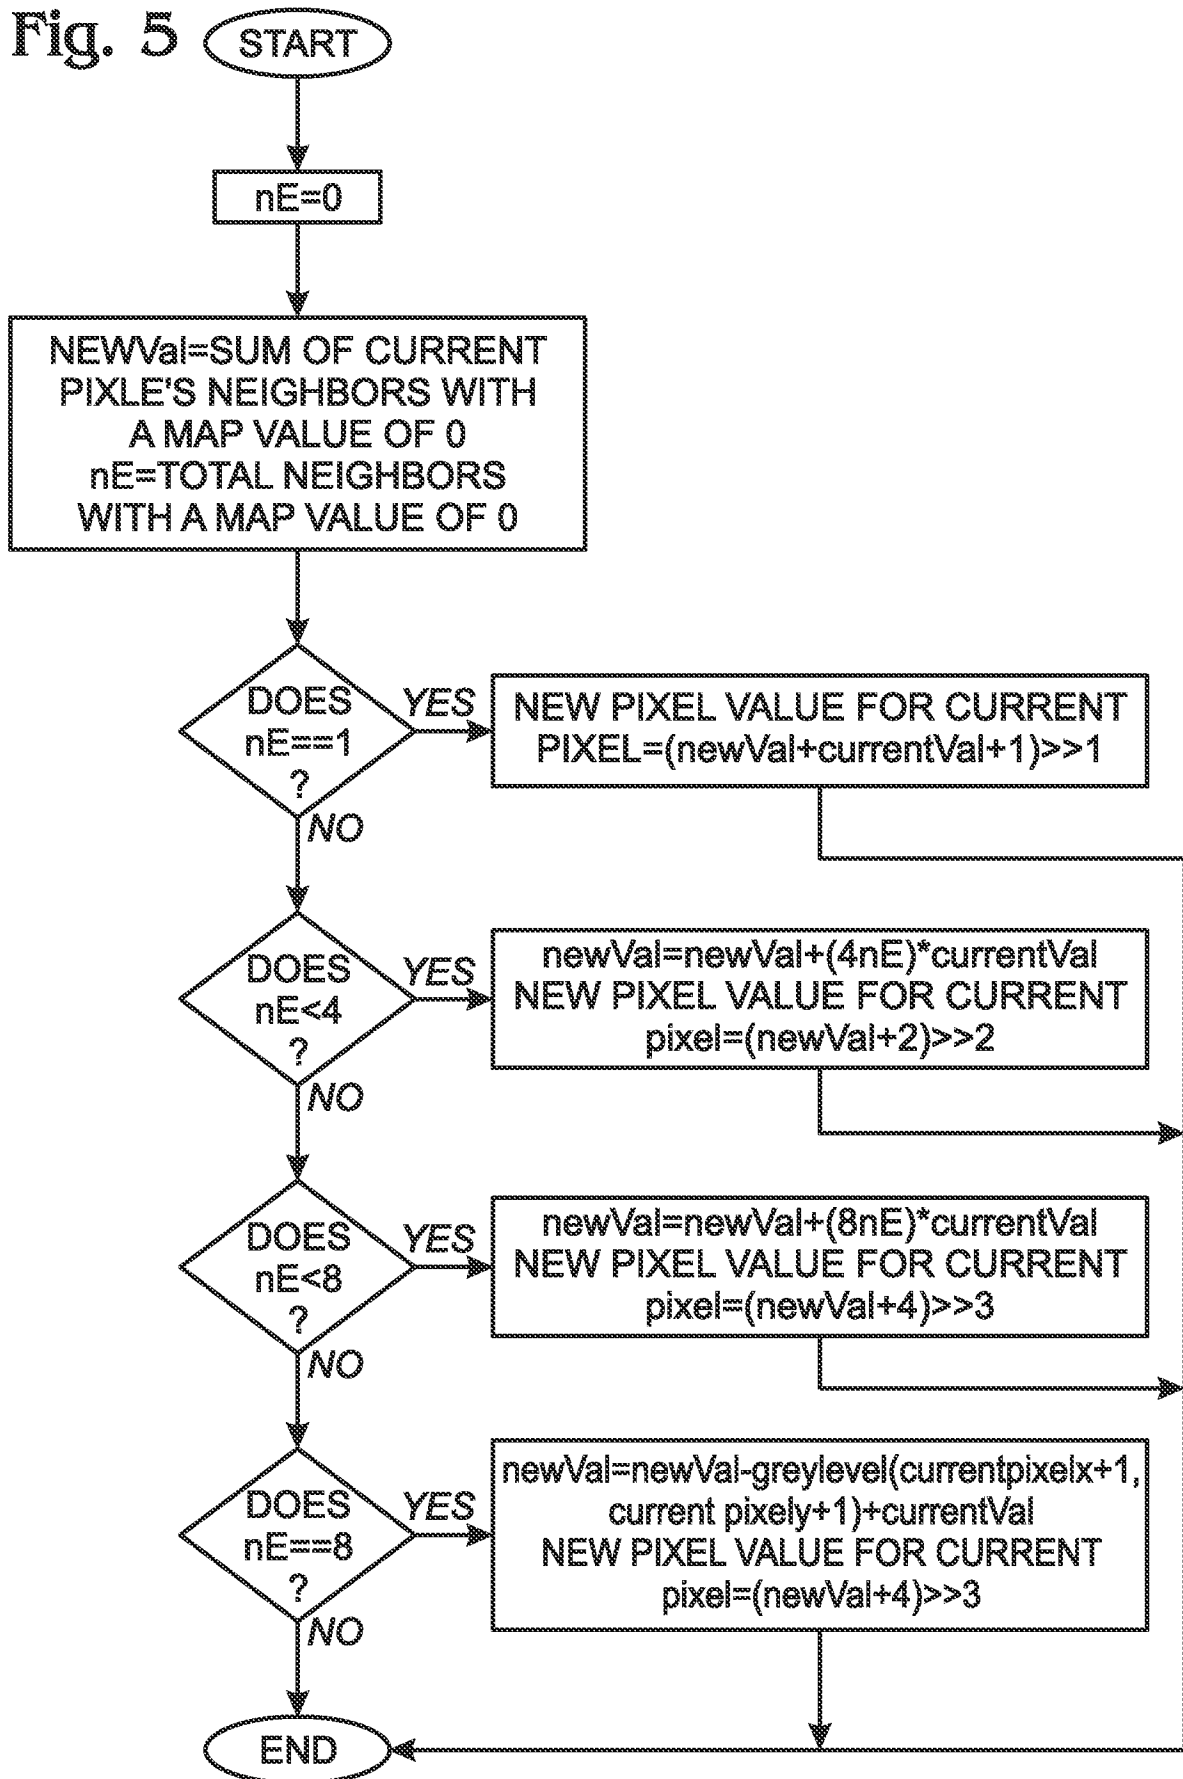 Fig. 5
START
nE=0
NEWVal=SUM OF CURRENT
PIXLE'S NEIGHBORS WITH
A MAP VALUE OF 0
nE=TOTAL NEIGHBORS
WITH A MAP VALUE OF 0
DOES
nE==1
?
YES
NEW PIXEL VALUE FOR CURRENT
PIXEL=(newVal+currentVal+1)>>1
NO
DOES
nE<4
?
YES
newVal=newVal+(4nE)*currentVal
NEW PIXEL VALUE FOR CURRENT
pixel=(newVal+2)>>2
NO
DOES
nE<8
?
YES
newVal=newVal+(8nE)*currentVal
NEW PIXEL VALUE FOR CURRENT
pixel=(newVal+4)>>3
NO
DOES
nE==8
?
YES
newVal=newVal-greylevel(currentpixelx+1,
current pixely+1)+currentVal
NEW PIXEL VALUE FOR CURRENT
pixel=(newVal+4)>>3
NO
END